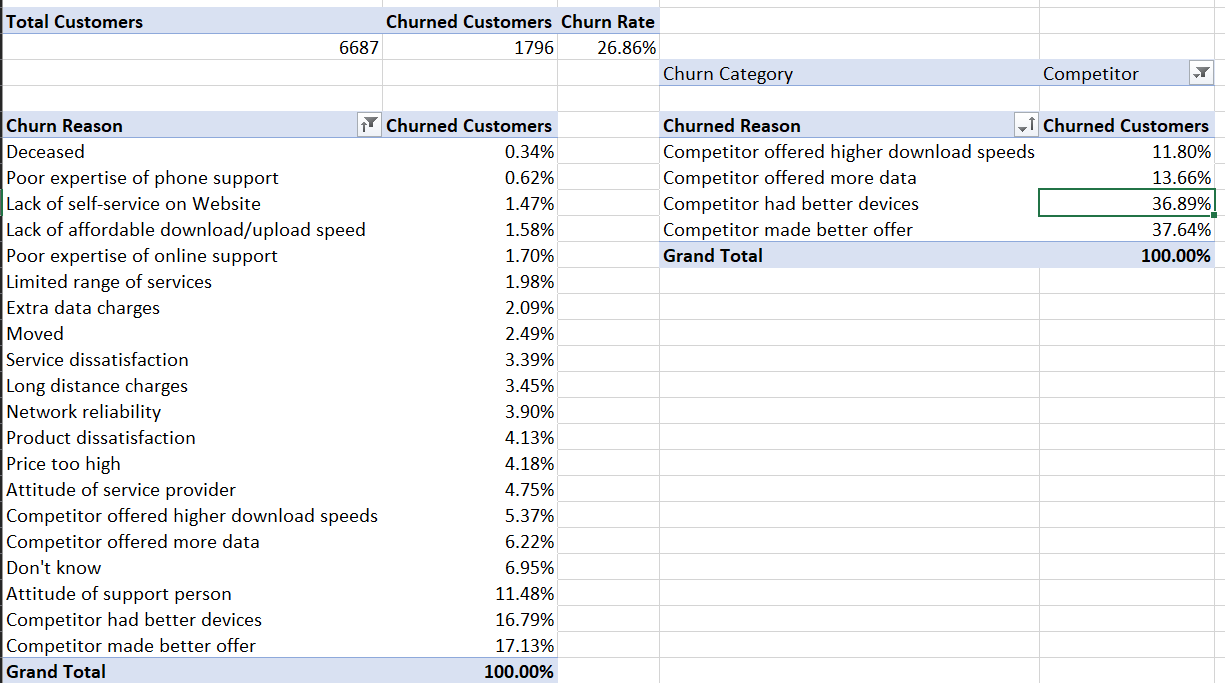 Total Customers Churned Customers Churn Rate
6687 1796 26.86%
Churn Category Competitor
Churn Reason Churned Customers Churned Reason Churned Customers
Deceased 0.34% Competitor offered higher download speeds 11.80%
Poor expertise of phone support 0.62% Competitor offered more data 13.66%
Lack of self-service on Website 1.47% Competitor had better devices 36.89%
Lack of affordable download/upload speed 1.58% Competitor made better offer 37.64%
Poor expertise of online support 1.70% Grand Total 100.00%
Limited range of services 1.98%
Extra data charges 2.09%
Moved 2.49%
Service dissatisfaction 3.39%
Long distance charges 3.45%
Network reliability 3.90%
Product dissatisfaction 4.13%
Price too high 4.18%
Attitude of service provider 4.75%
Competitor offered higher download speeds 5.37%
Competitor offered more data 6.22%
Don't know 6.95%
Attitude of support person 11.48%
Competitor had better devices 16.79%
Competitor made better offer 17.13%
Grand Total 100.00%